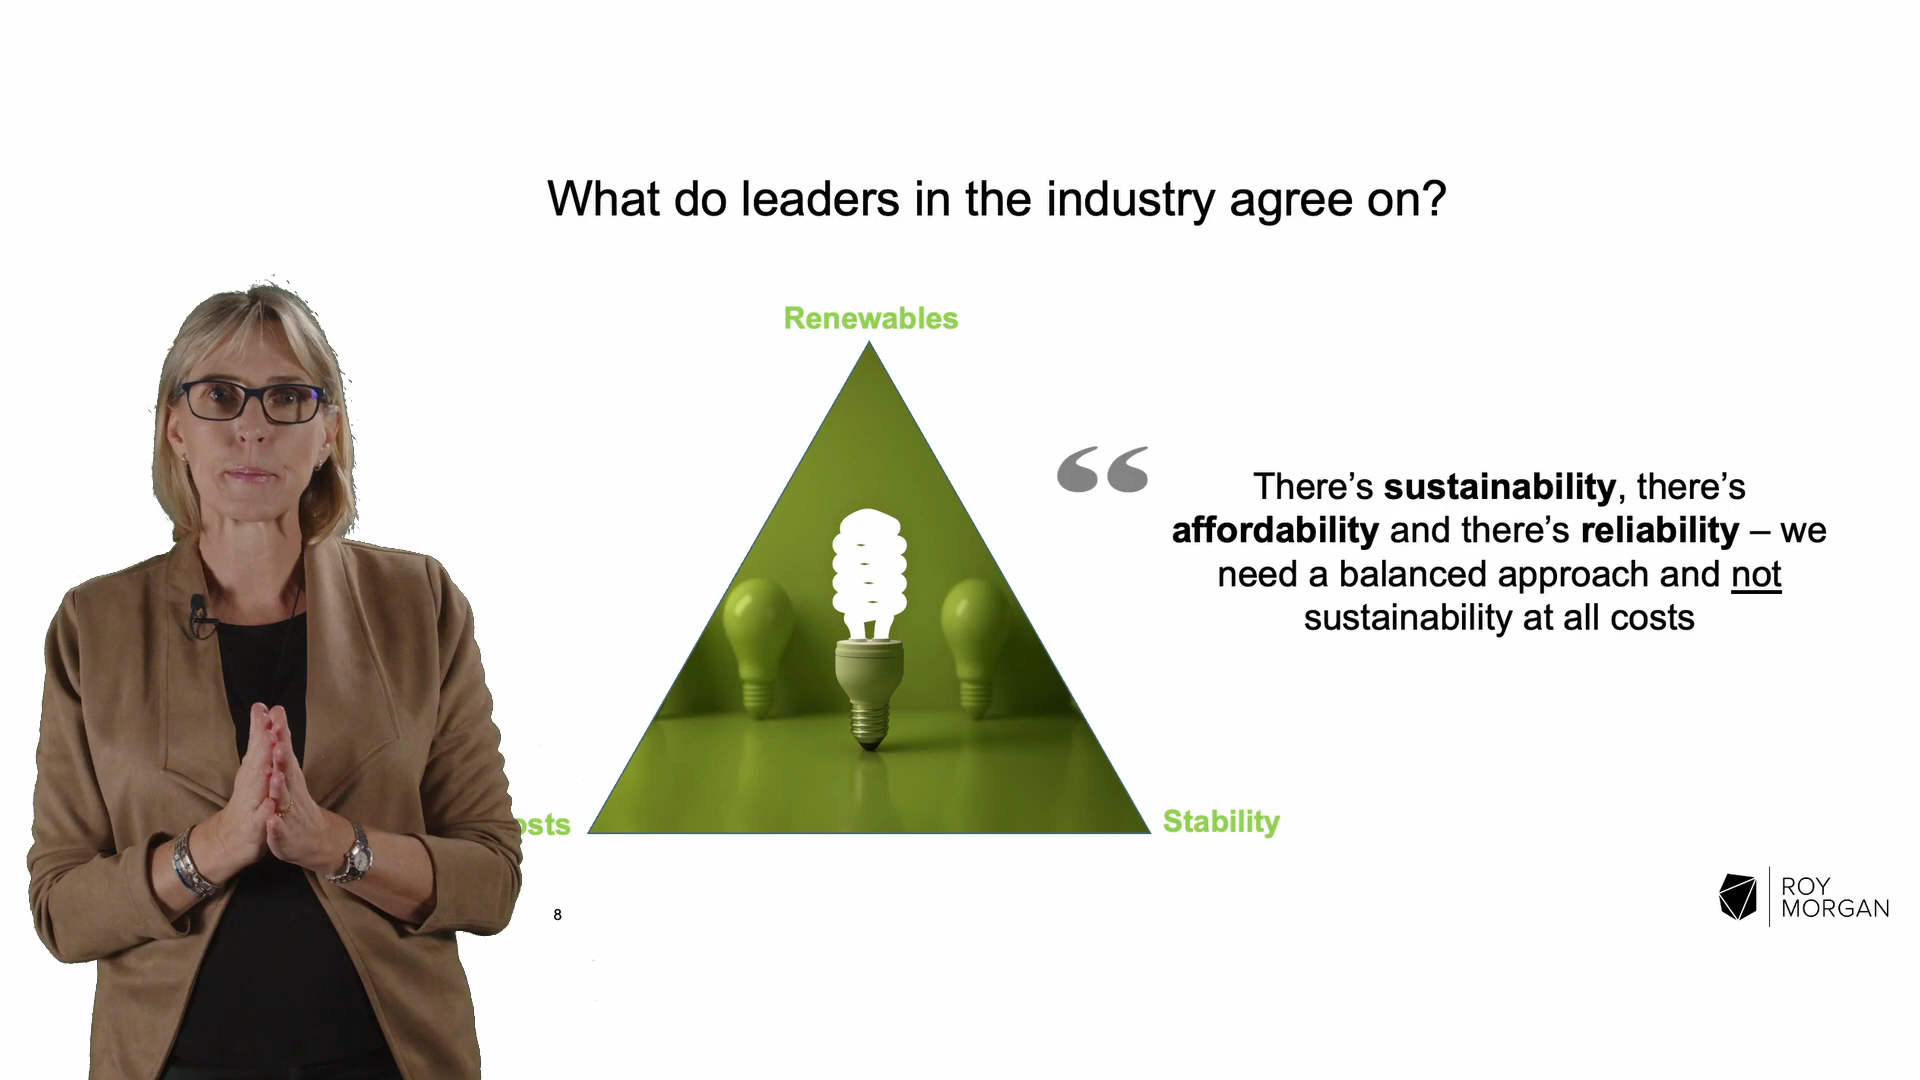 What do leaders in the industry agree on?
Renewables
“
There’s sustainability, there’s
affordability and there’s reliability – we
need a balanced approach and not
sustainability at all costs
Stability
8
ROY
MORGAN